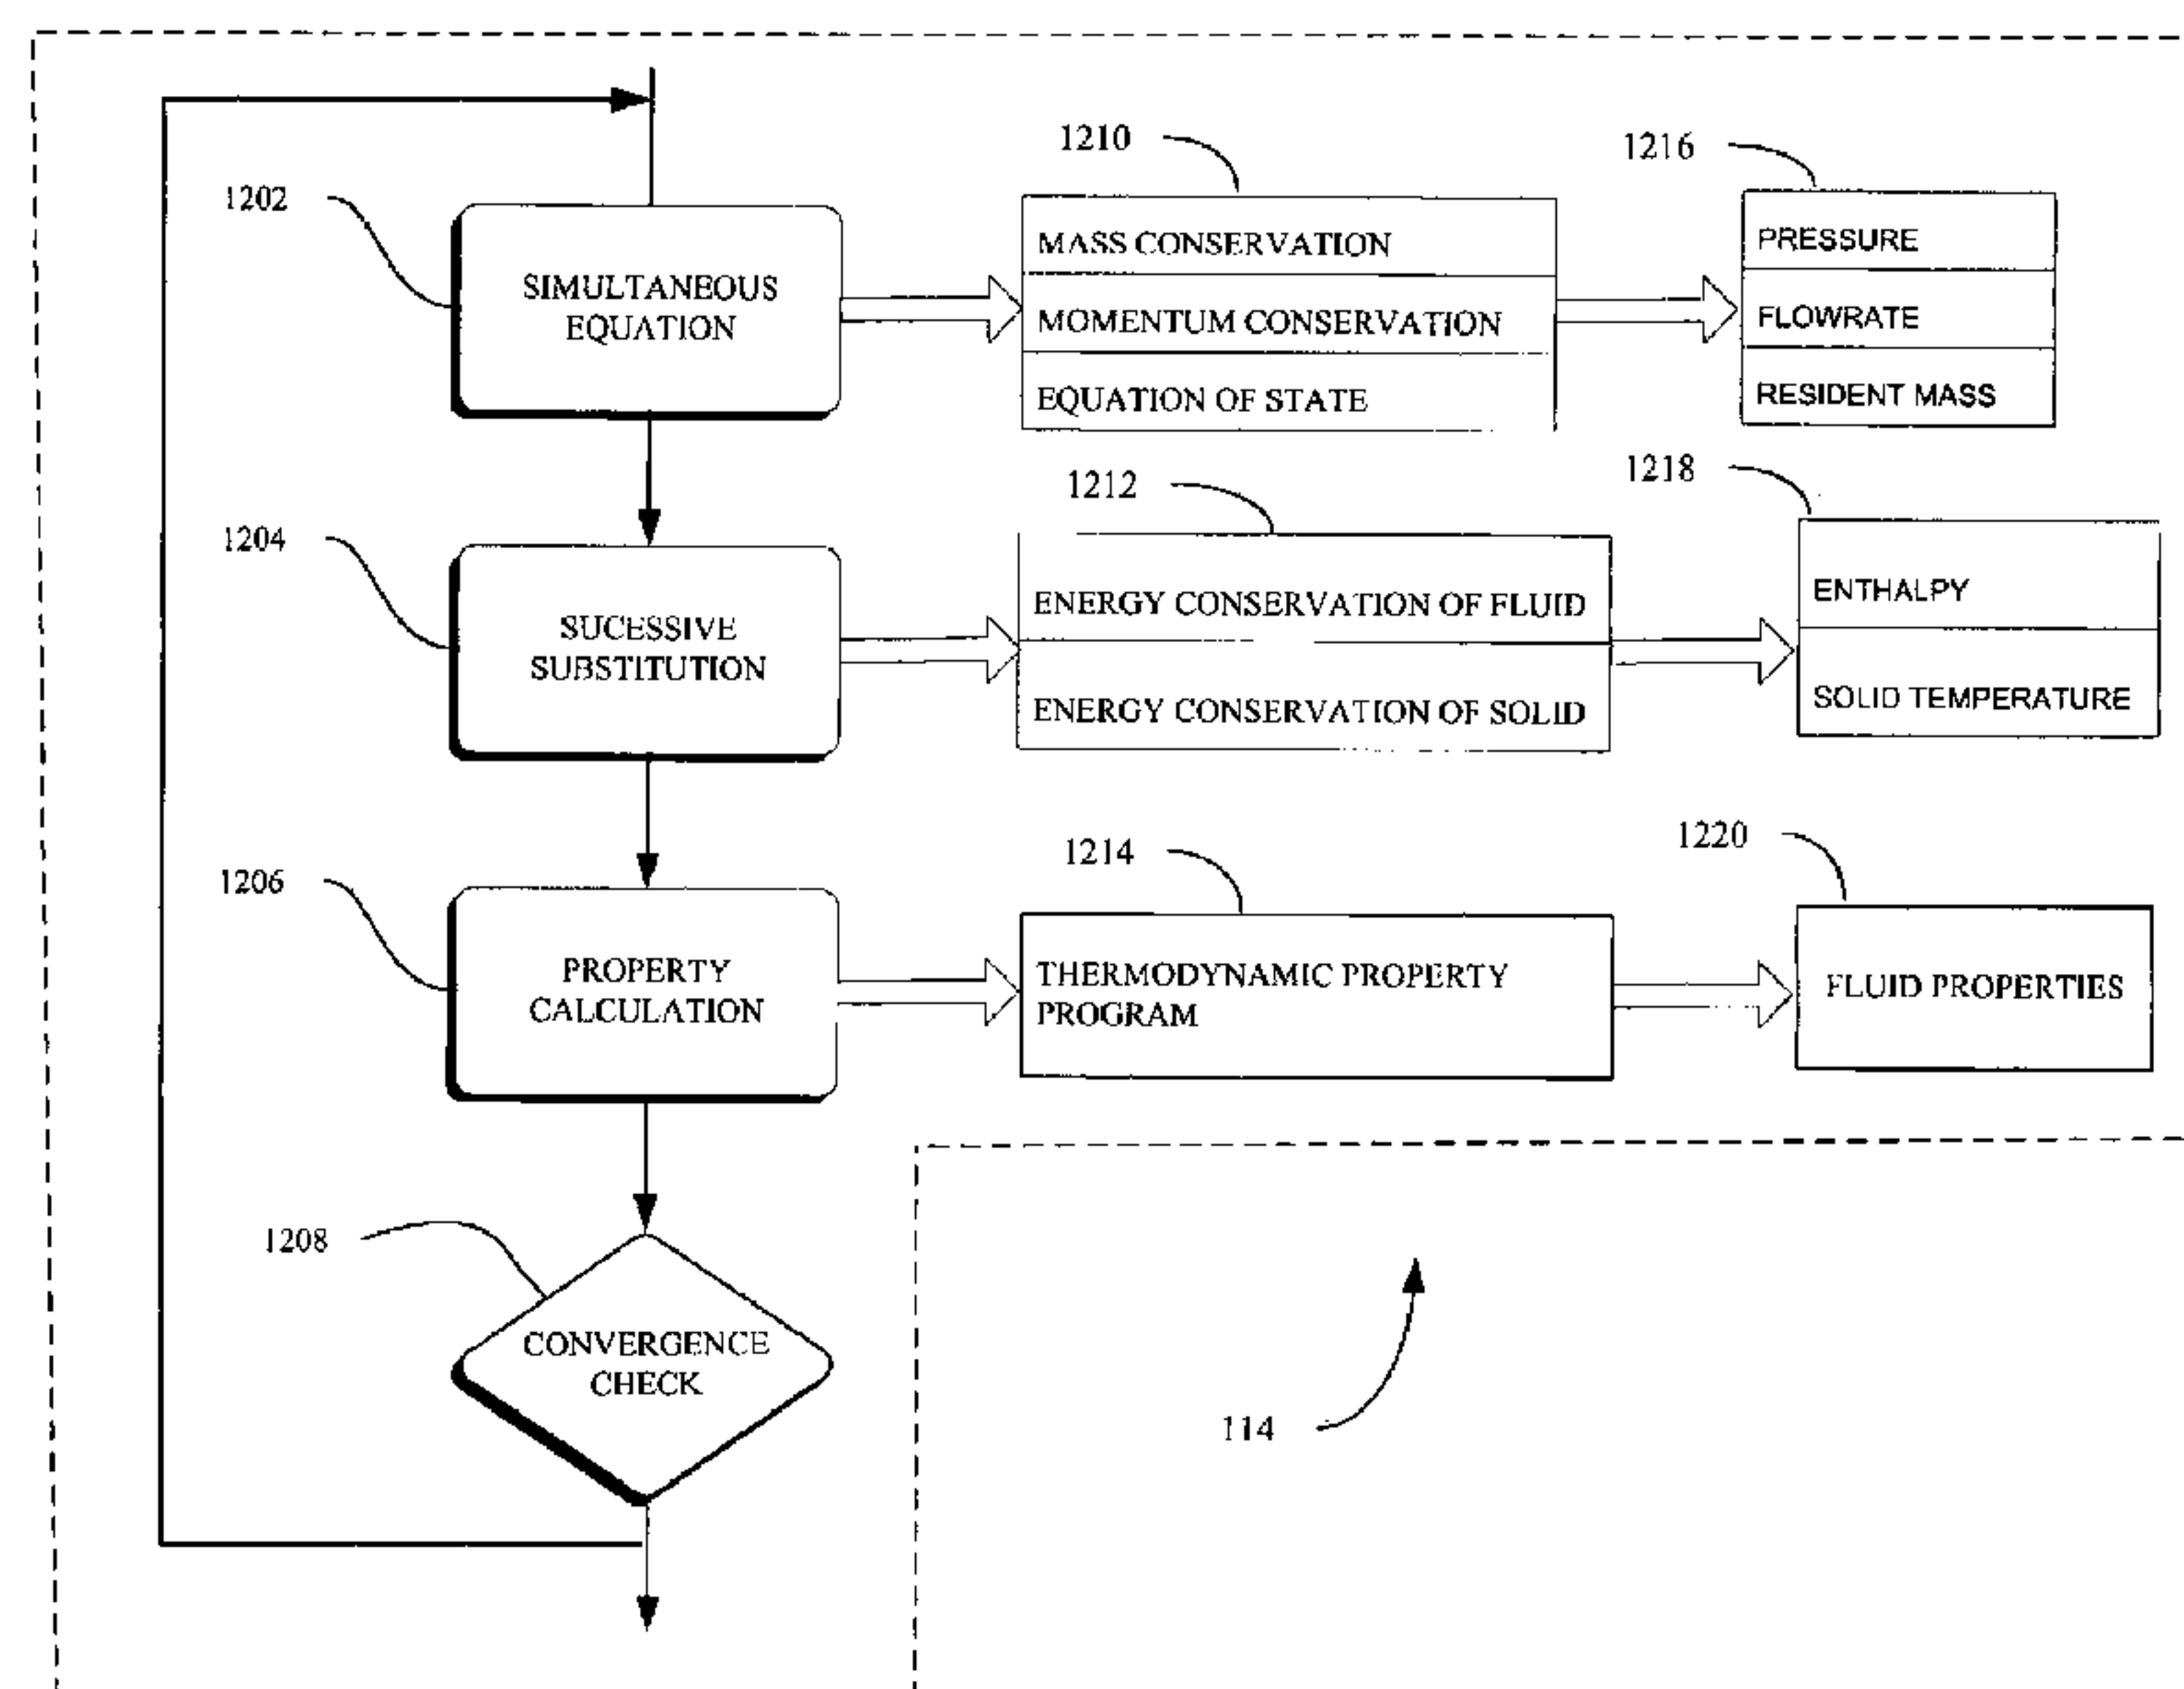 1210
1216
1202
SIMULTANEOUS
EQUATION
MASS CONSERVATION
MOMENTUM CONSERVATION
EQUATION OF STATE
PRESSURE
FLOWRATE
RESIDENT MASS
1212
1218
1204
SUCESSIVE
SUBSTITUTION
ENERGY CONSERVATION OF FLUID
ENERGY CONSERVATION OF SOLID
ENTHALPY
SOLID TEMPERATURE
1214
1220
1206
PROPERTY
CALCULATION
THERMODYNAMIC PROPERTY
PROGRAM
FLUID PROPERTIES
1208
CONVERGENCE
CHECK
114